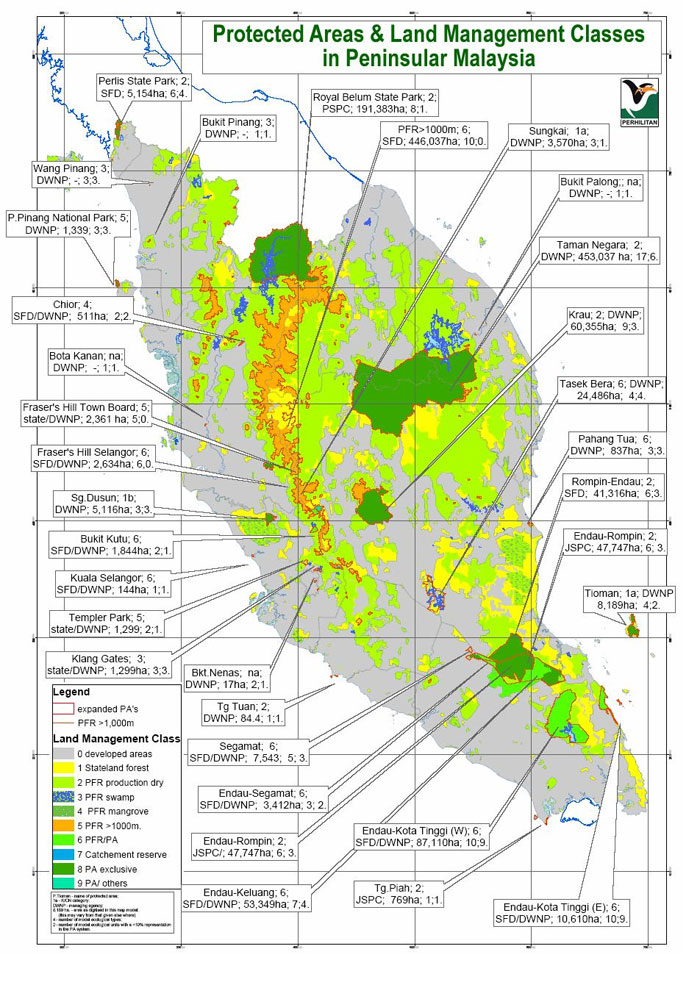 Protected Areas & Land Management Classes
in Peninsular Malaysia
PERHILITAN
Perlis State Park; 2;
SFD; 5,154ha; 6;4.
Bukit Pinang; 3;
DWNP; -; 1;1.
Royal Belum State Park; 2;
PSPC; 191,383ha; 8;1.
PFR>1000m; 6;
SFD; 446,037ha; 10;0.
Sungkai; 1a;
DWNP; 3,570ha; 3;1.
Wang Pinang; 3;
DWNP; -; 3;3.
Bukit Palong;; na;
DWNP; -; 1;1.
P.Pinang National Park; 5;
DWNP; 1,339; 3;3.
Taman Negara; 2;
DWNP; 453,037 ha; 17;6.
Chior; 4;
SFD/DWNP; 511ha; 2;2.
Krau; 2; DWNP;
60,355ha; 9;3.
Bota Kanan; na;
DWNP; -; 1;1.
Tasek Bera; 6; DWNP;
24,486ha; 4;4.
Fraser's Hill Town Board; 5;
state/DWNP; 2,361 ha; 5;0.
Pahang Tua; 6;
DWNP; 837ha; 3;3.
Fraser's Hill Selangor; 6;
SFD/DWNP; 2,634ha; 6,0.
Rompin-Endau; 2;
SFD; 41,316ha; 6;3.
Sg.Dusun; 1b;
DWNP; 5,116ha; 3;3.
Endau-Rompin; 2;
JSPC; 47,747ha; 6; 3.
Bukit Kutu; 6;
SFD/DWNP; 1,844ha; 2;1.
Kuala Selangor; 6;
SFD/DWNP; 144ha; 1;1.
Tioman; 1a; DWNP
8,189ha; 4;2.
Templer Park; 5;
state/DWNP; 1,299; 2;1.
Klang Gates; 3;
state/DWNP; 1,299ha; 3;3.
Bkt.Nenas; na;
DWNP; 17ha; 2;1.
Tg Tuan; 2;
DWNP; 84.4; 1;1.
Segamat; 6;
SFD/DWNP; 7,543; 5; 3.
Endau-Segamat; 6;
SFD/DWNP; 3,412ha; 3; 2.
Endau-Rompin; 2;
JSPC/; 47,747ha; 6; 3.
Endau-Kota Tinggi (W); 6;
SFD/DWNP; 87,110ha; 10;9.
Endau-Keluang; 6;
SFD/DWNP; 53,349ha; 7;4.
Tg.Piah; 2;
JSPC; 769ha; 1;1.
Endau-Kota Tinggi (E); 6;
SFD/DWNP; 10,610ha; 10;9.
Legend
expanded PA's
PFR >1,000m
Land Management Class
0 developed areas
1 Stateland forest
2 PFR production dry
3 PFR swamp
4 PFR mangrove
5 PFR >1000m.
6 PFR/PA
7 Catchement reserve
8 PA exclusive
9 PA/ others